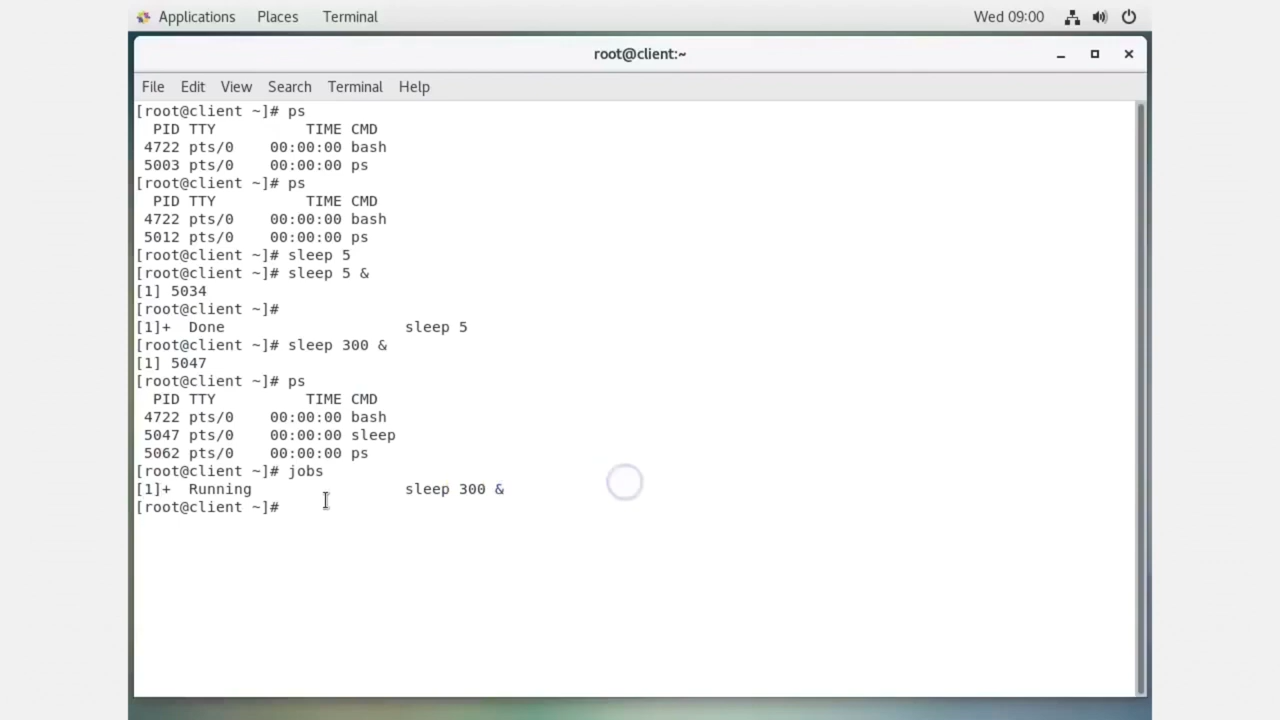 Applications Places Terminal Wed 09:00
root@client:~
File Edit View Search Terminal Help
[root@client ~]# ps
  PID TTY          TIME CMD
 4722 pts/0    00:00:00 bash
 5003 pts/0    00:00:00 ps
[root@client ~]# ps
  PID TTY          TIME CMD
 4722 pts/0    00:00:00 bash
 5012 pts/0    00:00:00 ps
[root@client ~]# sleep 5
[root@client ~]# sleep 5 &
[1] 5034
[root@client ~]#
[1]+  Done                    sleep 5
[root@client ~]# sleep 300 &
[1] 5047
[root@client ~]# ps
  PID TTY          TIME CMD
 4722 pts/0    00:00:00 bash
 5047 pts/0    00:00:00 sleep
 5062 pts/0    00:00:00 ps
[root@client ~]# jobs
[1]+  Running                 sleep 300 &
[root@client ~]#